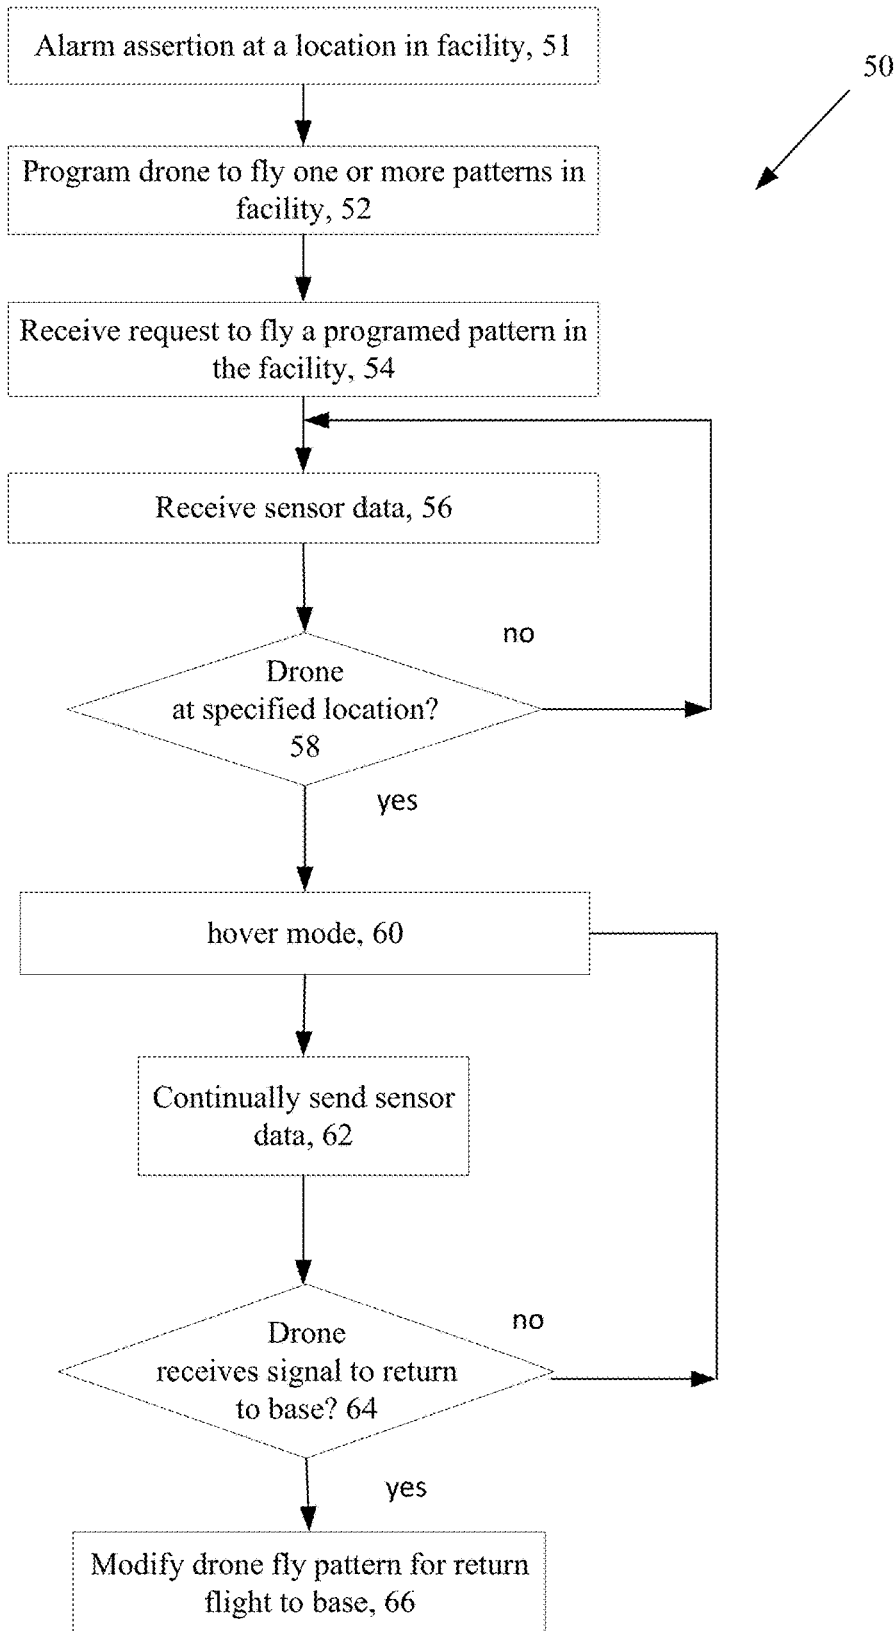 Alarm assertion at a location in facility, 51
50
Program drone to fly one or more patterns in
facility, 52
Receive request to fly a programed pattern in
the facility, 54
Receive sensor data, 56
no
Drone
at specified location?
58
yes
hover mode, 60
Continually send sensor
data, 62
no
Drone
receives signal to return
to base? 64
yes
Modify drone fly pattern for return
flight to base, 66